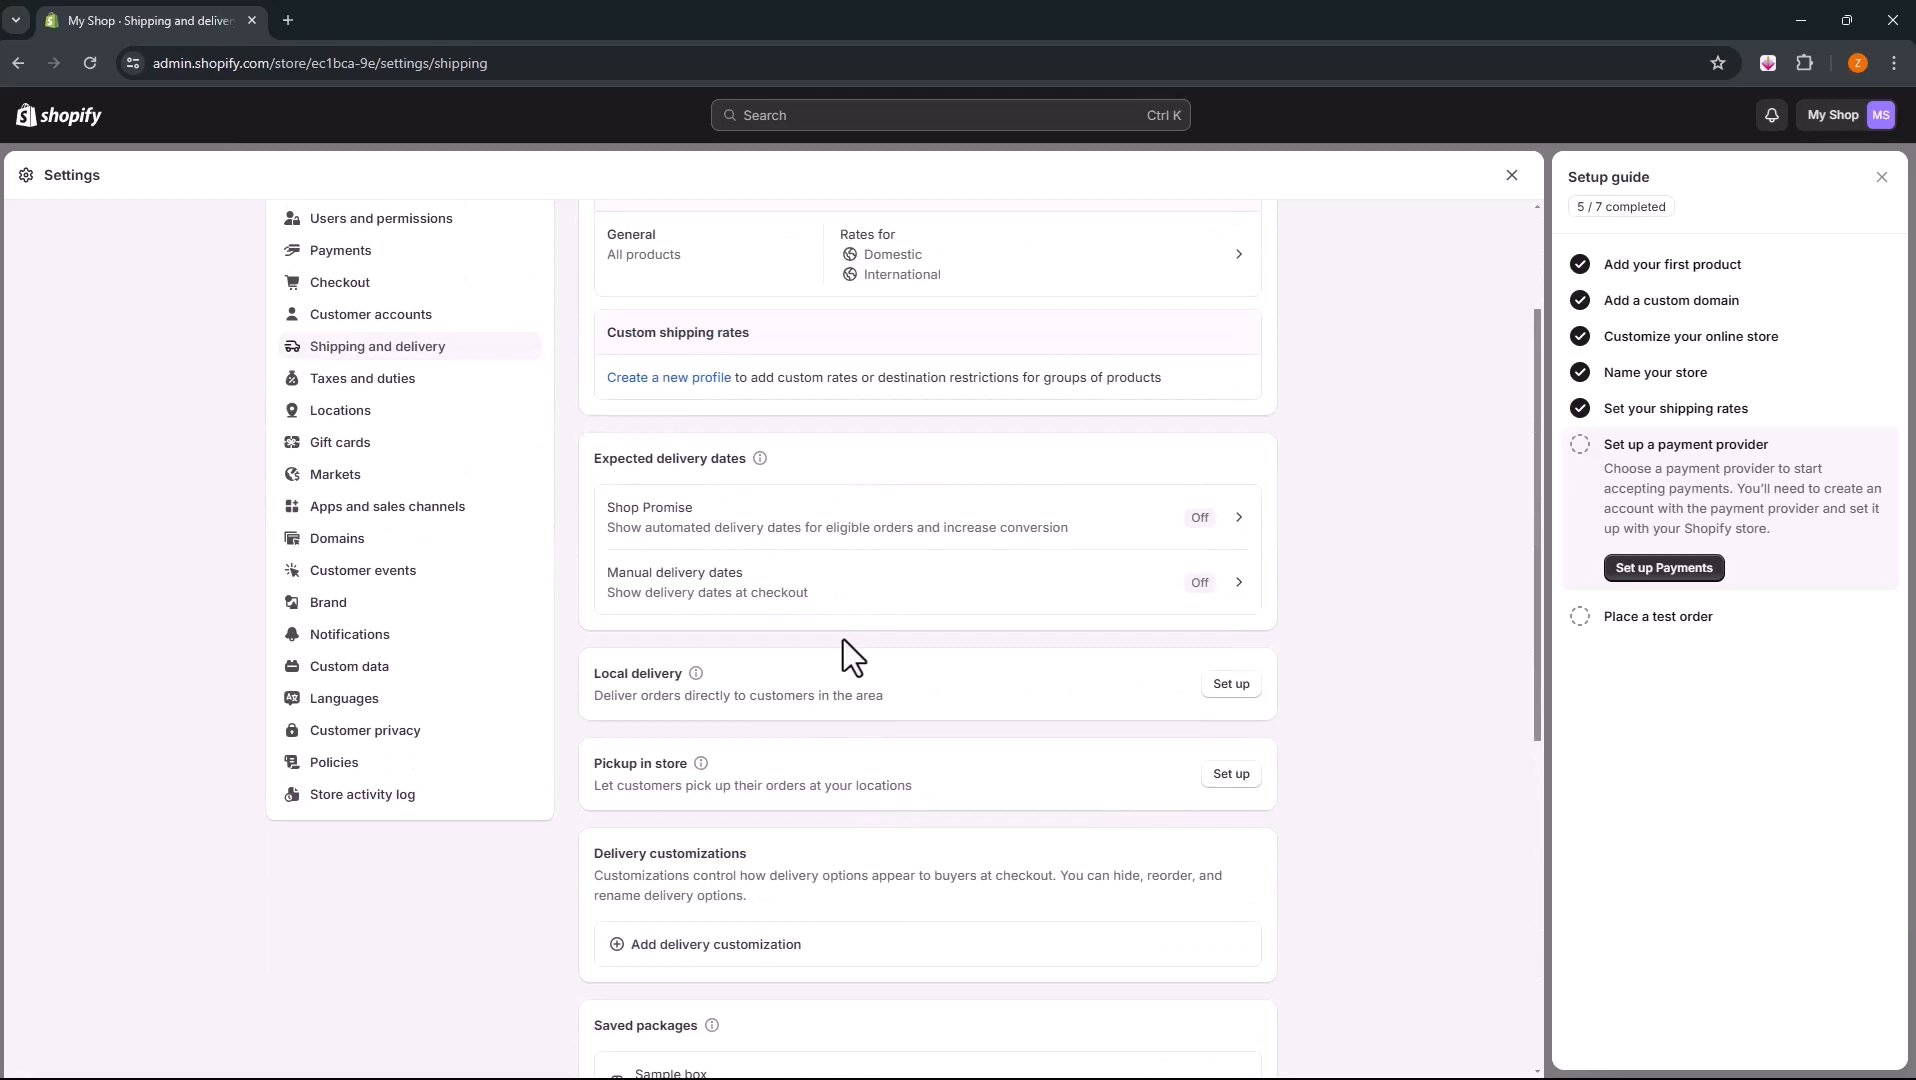 My Shop · Shipping and deliver
admin.shopify.com/store/ec1bca-9e/settings/shipping
Z
shopify
Search
Ctrl K
My Shop
MS
Settings
Users and permissions
Payments
Checkout
Customer accounts
Shipping and delivery
Taxes and duties
Locations
Gift cards
Markets
Apps and sales channels
Domains
Customer events
Brand
Notifications
Custom data
Languages
Customer privacy
Policies
Store activity log
General
All products
Rates for
Domestic
International
Custom shipping rates
Create a new profile to add custom rates or destination restrictions for groups of products
Expected delivery dates
Shop Promise
Show automated delivery dates for eligible orders and increase conversion
Off
Manual delivery dates
Show delivery dates at checkout
Off
Local delivery
Deliver orders directly to customers in the area
Set up
Pickup in store
Let customers pick up their orders at your locations
Set up
Delivery customizations
Customizations control how delivery options appear to buyers at checkout. You can hide, reorder, and
rename delivery options.
Add delivery customization
Saved packages
Sample box
Setup guide
5 / 7 completed
Add your first product
Add a custom domain
Customize your online store
Name your store
Set your shipping rates
Set up a payment provider
Choose a payment provider to start
accepting payments. You'll need to create an
account with the payment provider and set it
up with your Shopify store.
Set up Payments
Place a test order